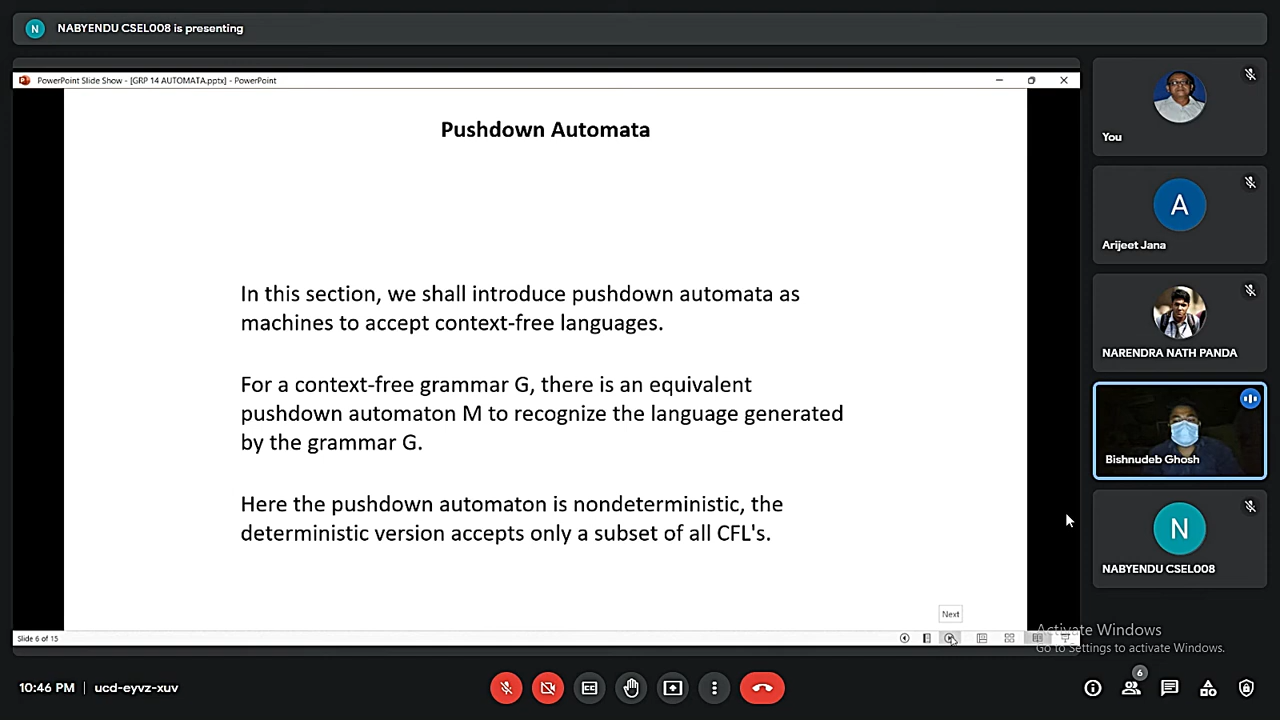 N NABYENDU CSEL008 is presenting
PowerPoint Slide Show - [GRP 14 AUTOMATA.pptx] - PowerPoint
Pushdown Automata
In this section, we shall introduce pushdown automata as
machines to accept context-free languages.
For a context-free grammar G, there is an equivalent
pushdown automaton M to recognize the language generated
by the grammar G.
Here the pushdown automaton is nondeterministic, the
deterministic version accepts only a subset of all CFL's.
Next
Slide 6 of 15
You
A
Arijeet Jana
NARENDRA NATH PANDA
Bishnudeb Ghosh
N
NABYENDU CSEL008
Activate Windows
Go to Settings to activate Windows.
10:46 PM | ucd-eyvz-xuv
6